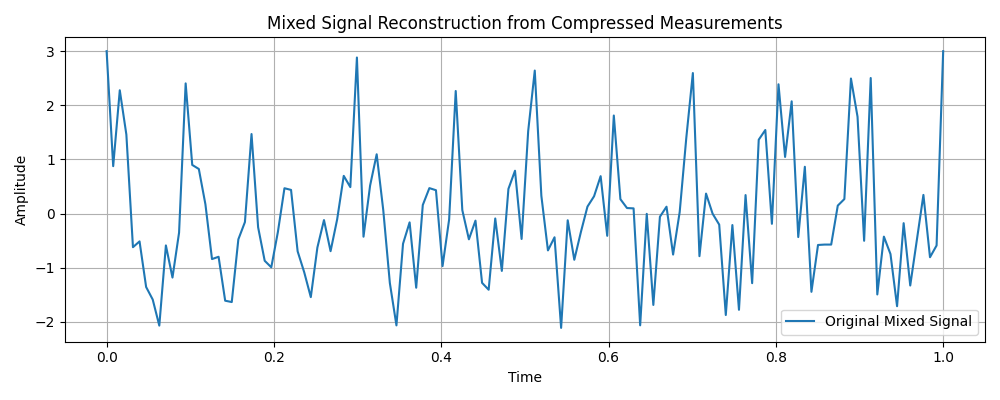 Mixed Signal Reconstruction from Compressed Measurements
Amplitude
3
2
1
0
−1
−2
Original Mixed Signal
0.0 0.2 0.4 0.6 0.8 1.0
Time